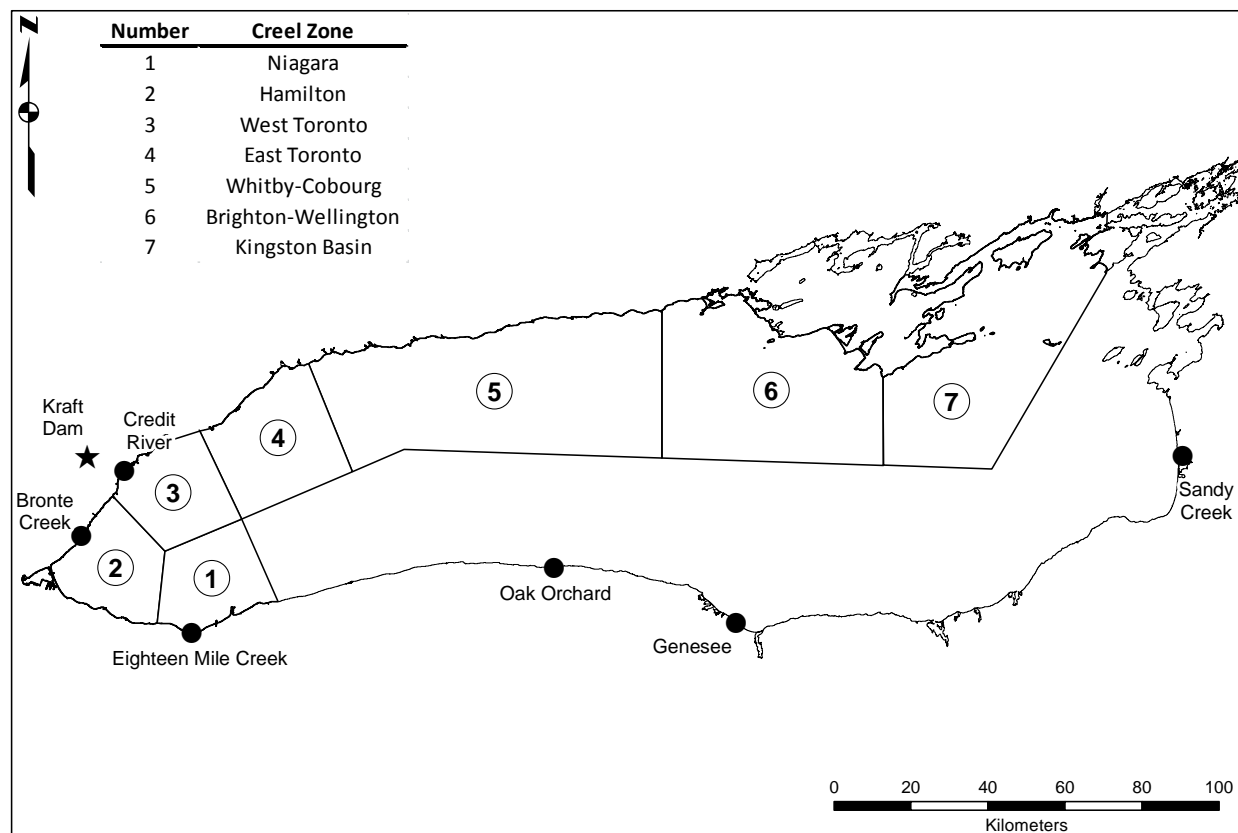 N
Number Creel Zone
1 Niagara
2 Hamilton
3 West Toronto
4 East Toronto
5 Whitby-Cobourg
6 Brighton-Wellington
7 Kingston Basin
Kraft
Dam
Credit
River
Bronte
Creek
1
2
3
4
5
6
7
Sandy
Creek
Oak Orchard
Genesee
Eighteen Mile Creek
0 20 40 60 80 100
Kilometers